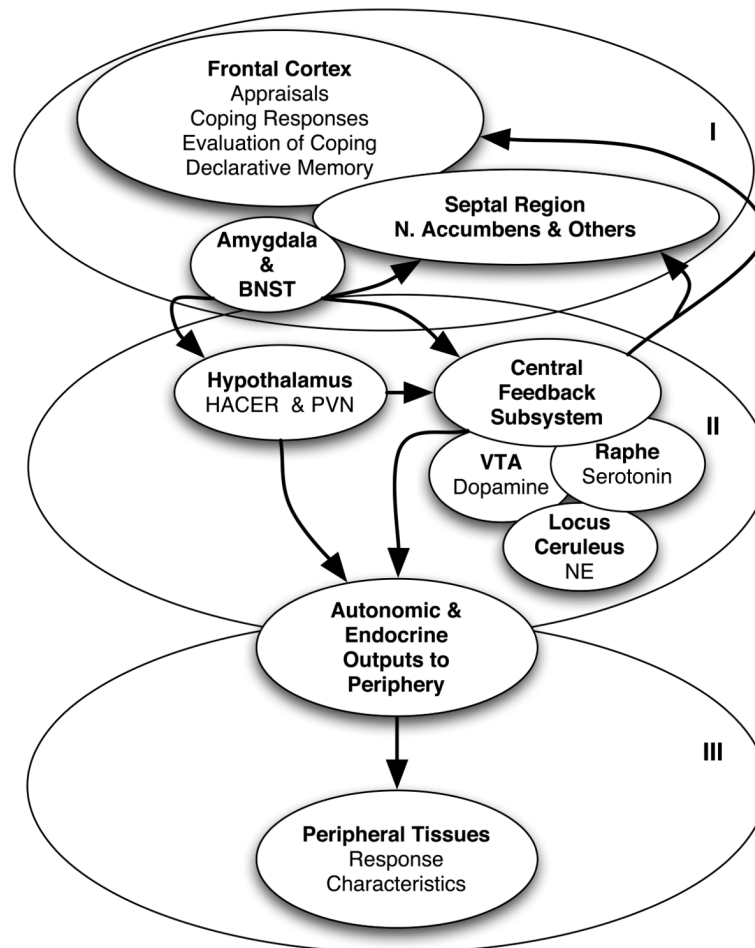 Frontal Cortex
Appraisals
Coping Responses
Evaluation of Coping
Declarative Memory
I
Septal Region
N. Accumbens & Others
Amygdala
&
BNST
Hypothalamus
HACER & PVN
Central
Feedback
Subsystem
II
VTA
Dopamine
Raphe
Serotonin
Locus
Ceruleus
NE
Autonomic &
Endocrine
Outputs to
Periphery
III
Peripheral Tissues
Response
Characteristics